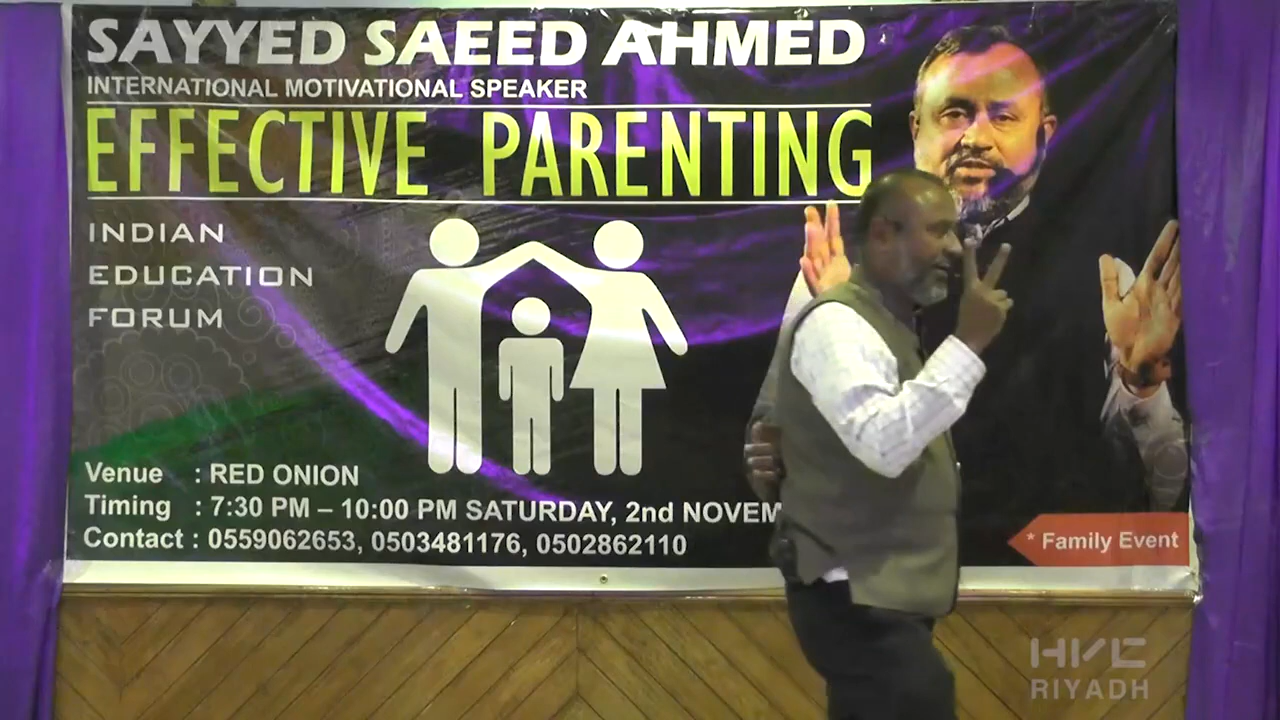 SAYYED SAEED AHMED
INTERNATIONAL MOTIVATIONAL SPEAKER
EFFECTIVE PARENTING
INDIAN
EDUCATION
FORUM
Venue : RED ONION
Timing : 7:30 PM – 10:00 PM SATURDAY, 2nd NOVEM
Contact : 0559062653, 0503481176, 0502862110
* Family Event
HIVE
RIYADH